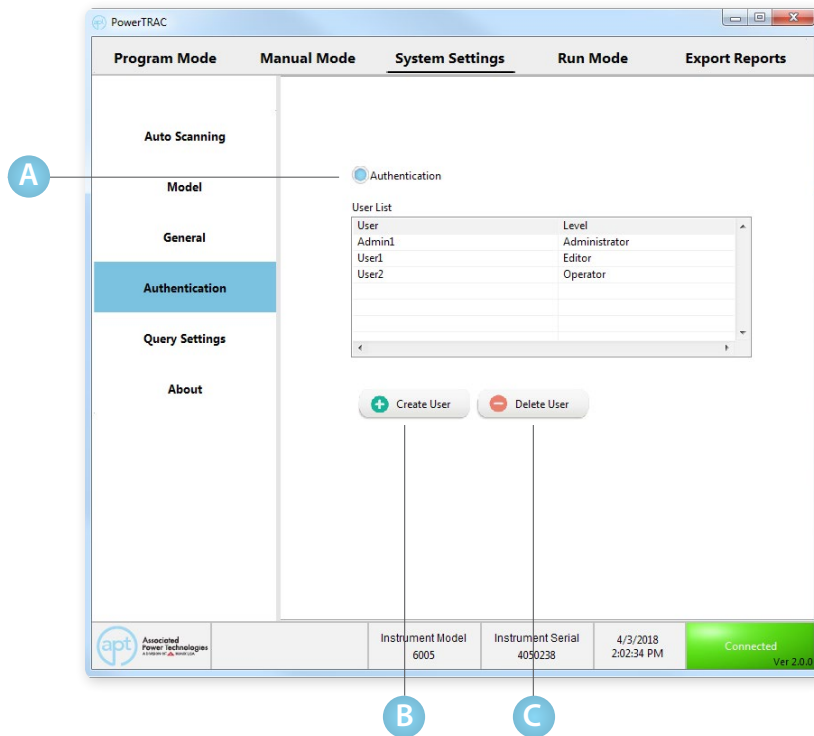 PowerTRAC
Program Mode Manual Mode System Settings Run Mode Export Reports
Auto Scanning
A
Authentication
Model
User List
User Level
General
Admin1 Administrator
User1 Editor
User2 Operator
Authentication
Query Settings
About
Create User Delete User
apt Associated
Power Technologies
Instrument Model
6005
Instrument Serial
4050238
4/3/2018
2:02:34 PM
Connected
Ver 2.0.0
B C